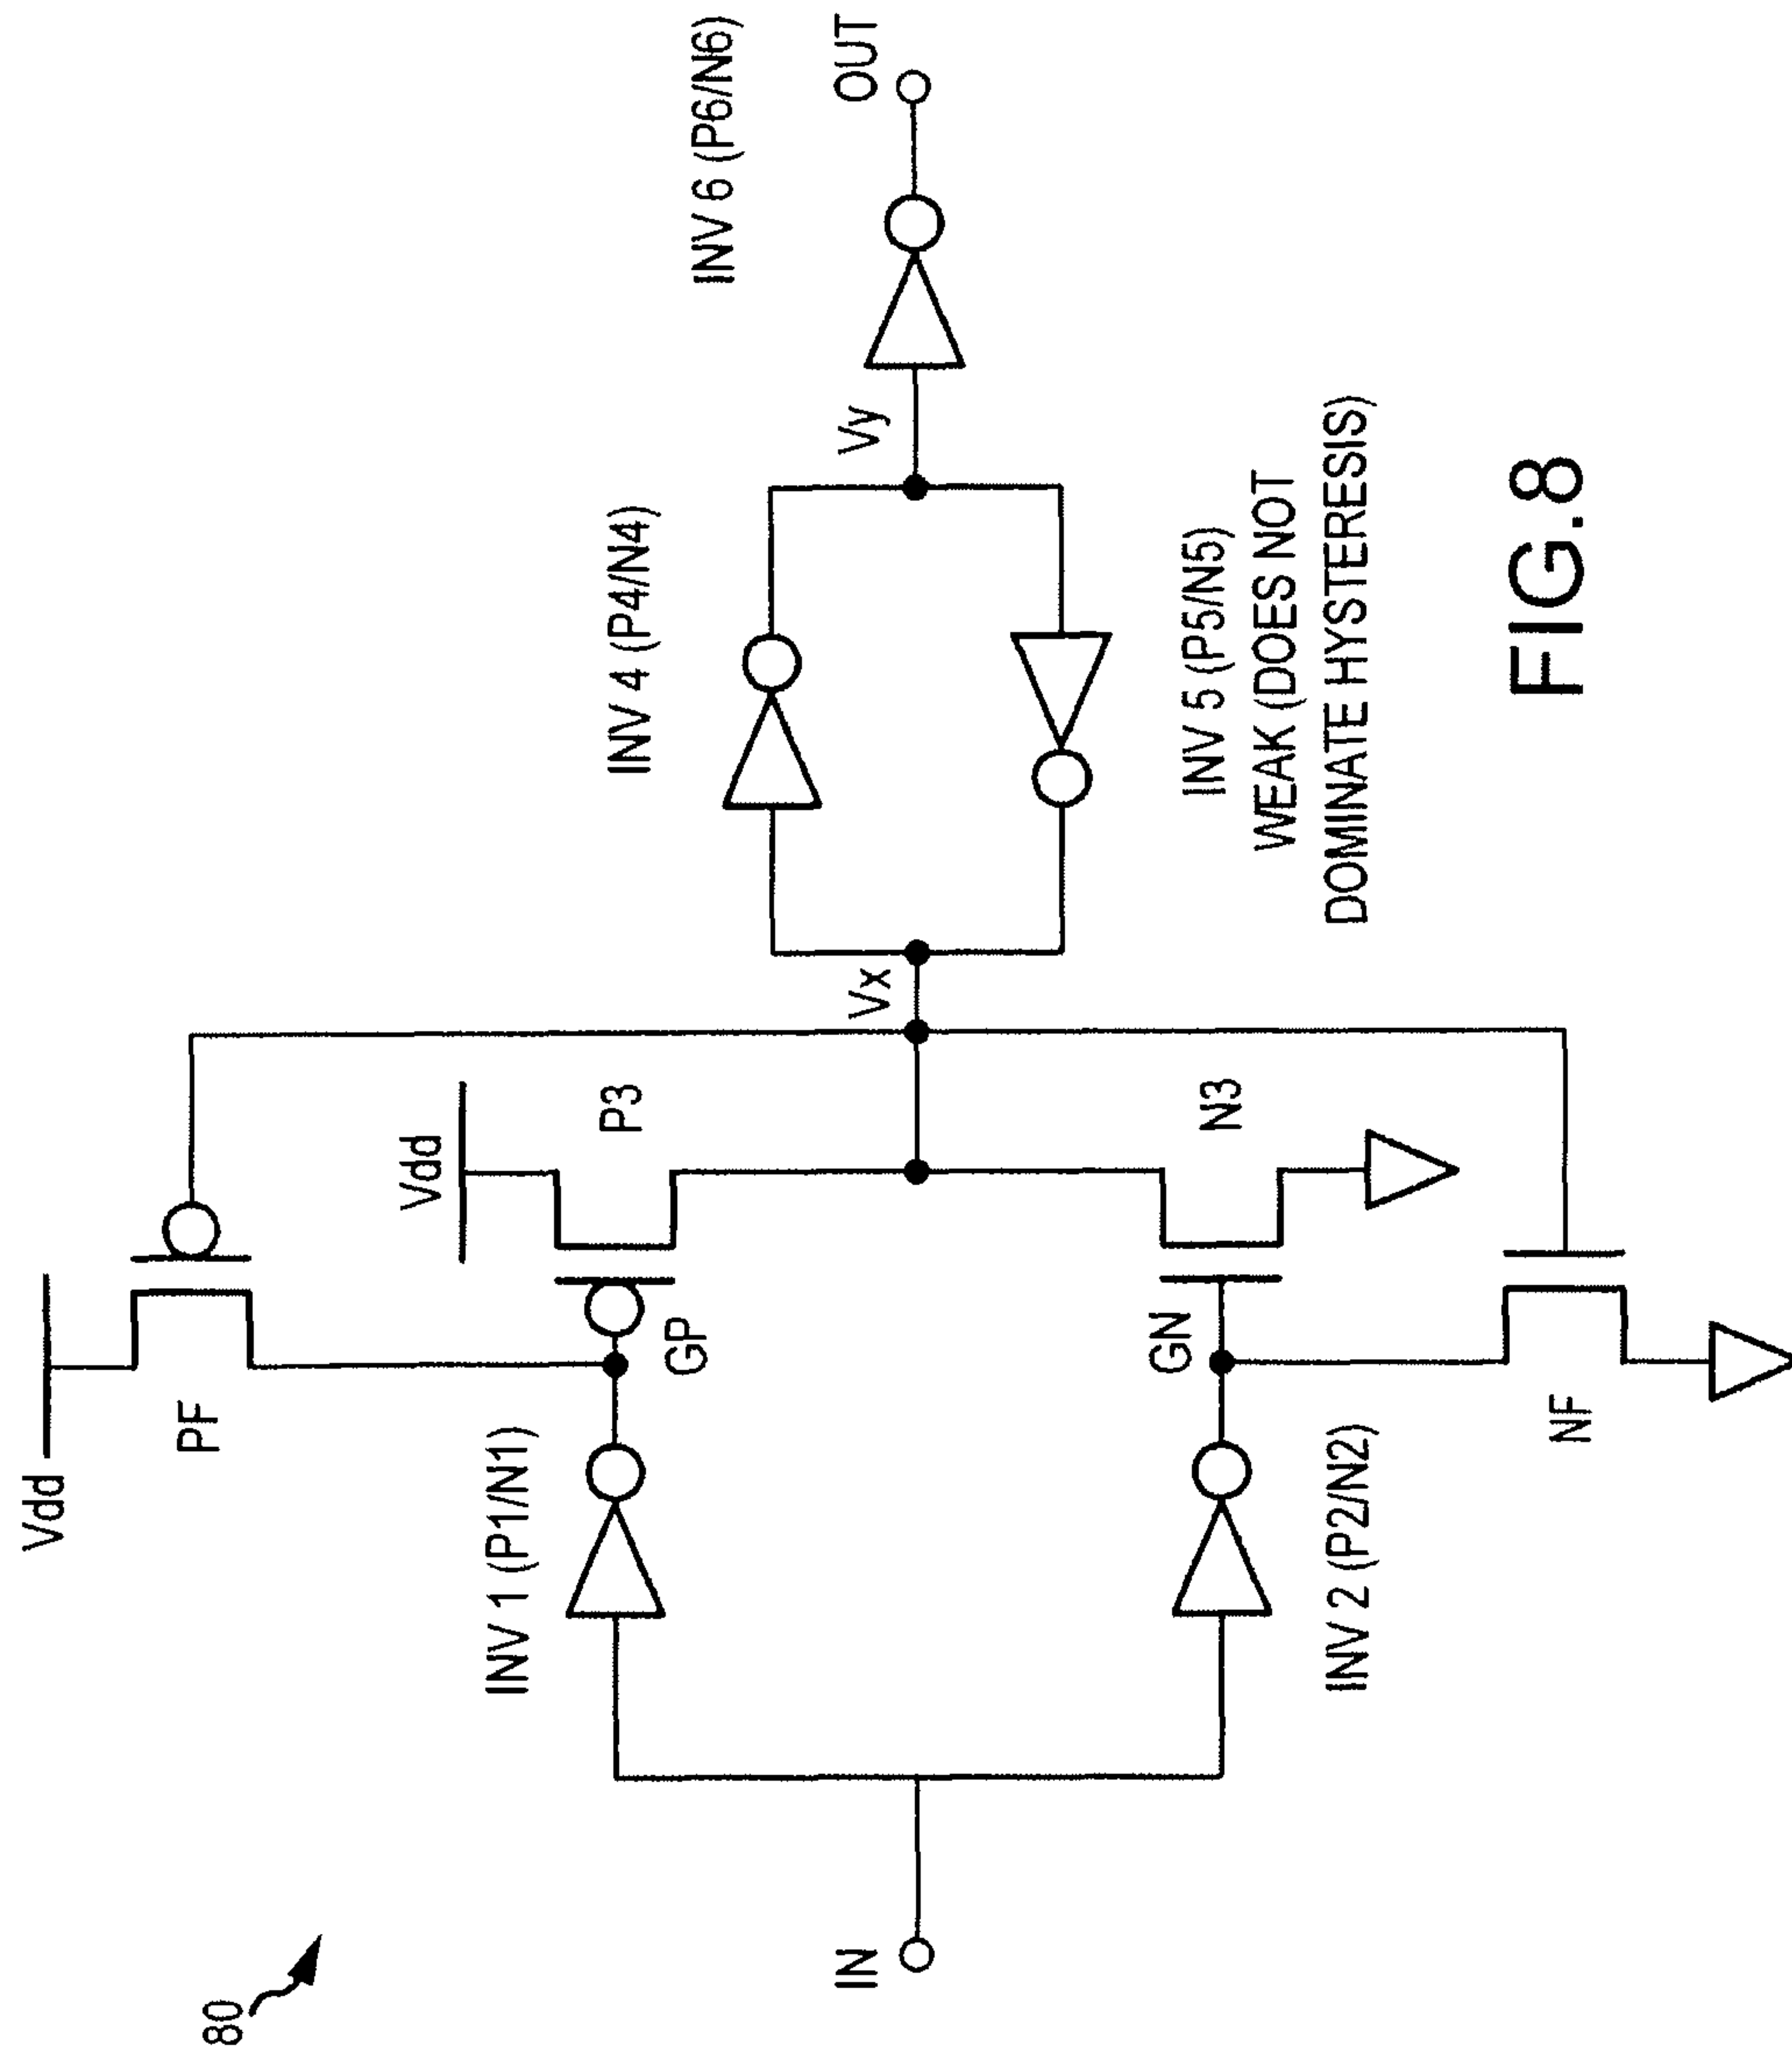 80
Vdd
PF
Vdd
INV 1 (P1/N1)
GP
P3
IN
Vx
INV 4 (P4/N4)
Vy
INV 6 (P6/N6)
OUT
GN
N3
INV 2 (P2/N2)
NF
INV 5 (P5/N5)
WEAK (DOES NOT
DOMINATE HYSTERESIS)
FIG.8